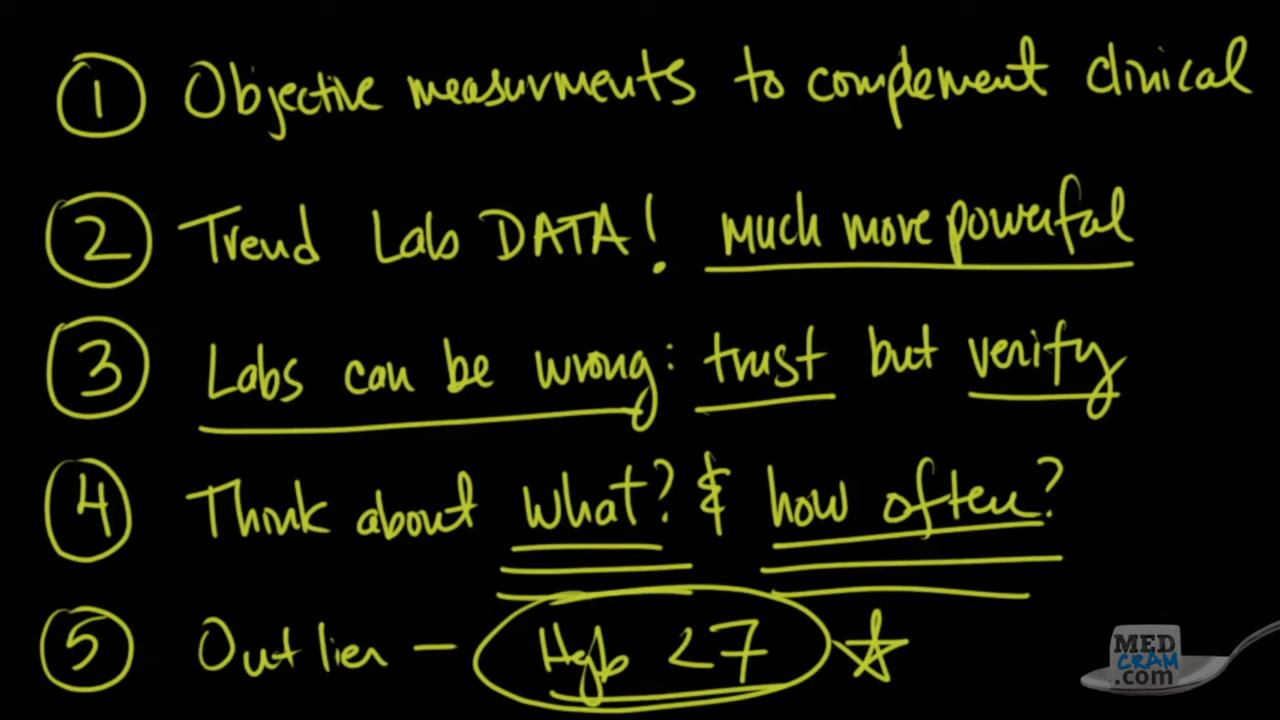 1 Objective measurments to complement clinical
2 Trend Lab DATA! much more powerful
3 Labs can be wrong: trust but verify
4 Think about what? & how often?
5 Outlier - Hgb <7
MED
CRAM
.com